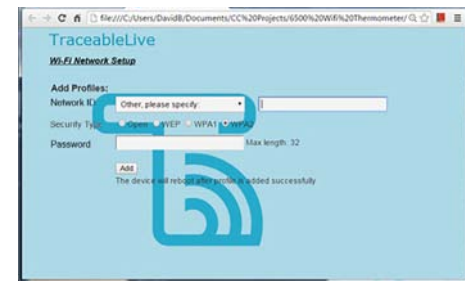 file:///C:/Users/DavidB/Documents/CC%20Projects/6500%20Wifi%20Thermometer/
TraceableLive
Wi-Fi Network Setup
Add Profiles:
Network ID Other, please specify:
Security Type Open WEP WPA1 WPA2
Password Max length: 32
Add
The device will reboot after profile is added successfully